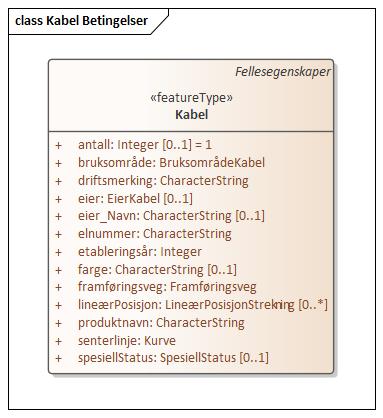 class Kabel Betingelser
Fellesegenskaper
«featureType»
Kabel
+ antall: Integer [0..1] = 1
+ bruksområde: BruksområdeKabel
+ driftsmerking: CharacterString
+ eier: EierKabel [0..1]
+ eier_Navn: CharacterString [0..1]
+ elnummer: CharacterString
+ etableringsår: Integer
+ farge: CharacterString [0..1]
+ framføringsveg: Framføringsveg
+ lineærPosisjon: LineærPosisjonStrekning [0..*]
+ produktnavn: CharacterString
+ senterlinje: Kurve
+ spesiellStatus: SpesiellStatus [0..1]